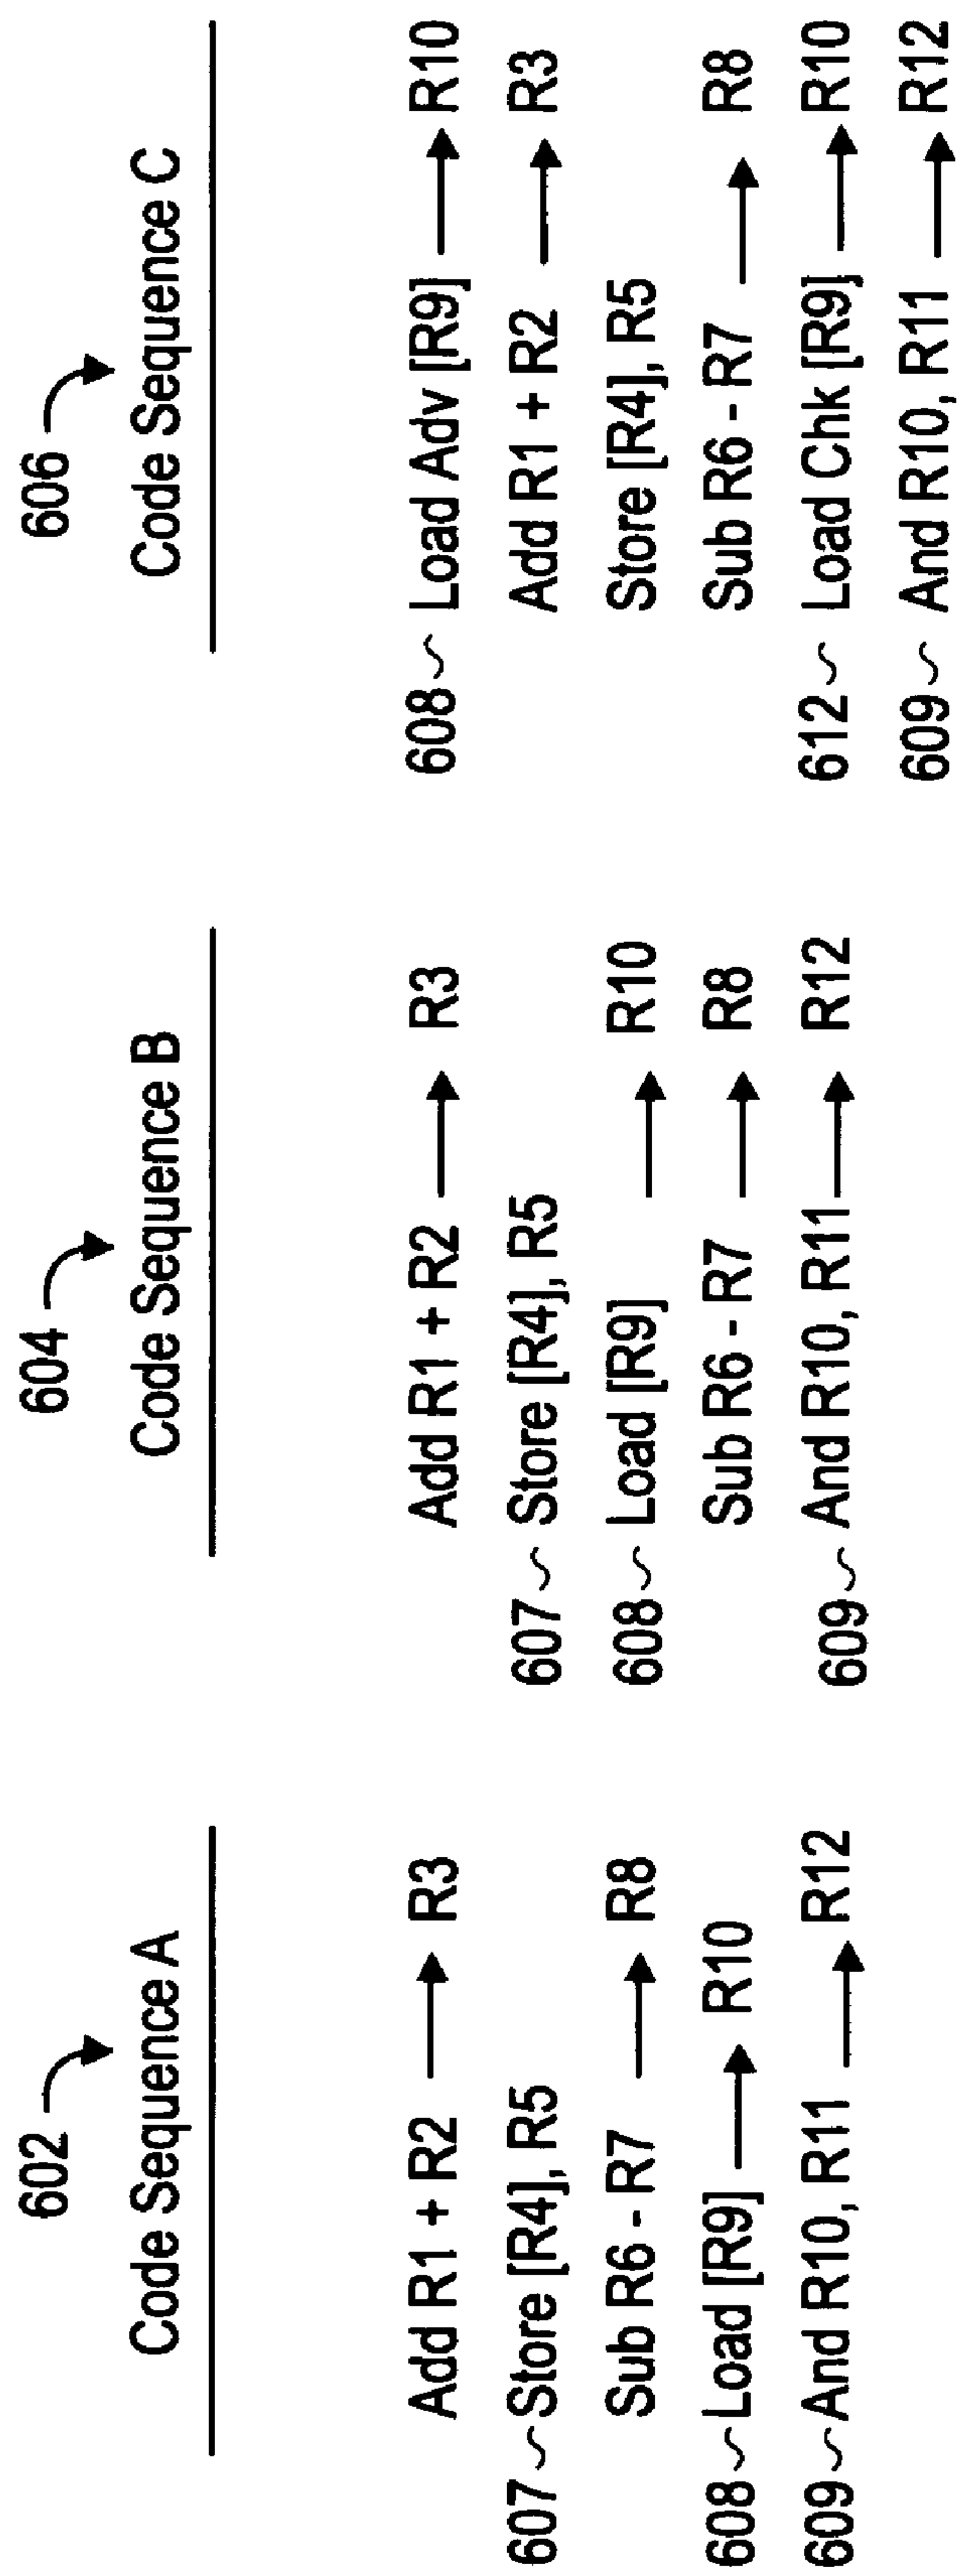 602
Code Sequence A
Add R1 + R2 → R3
607 ~ Store [R4], R5
Sub R6 - R7 → R8
608 ~ Load [R9] → R10
609 ~ And R10, R11 → R12
604
Code Sequence B
Add R1 + R2 → R3
607 ~ Store [R4], R5
608 ~ Load [R9] → R10
Sub R6 - R7 → R8
609 ~ And R10, R11 → R12
606
Code Sequence C
608 ~ Load Adv [R9] → R10
Add R1 + R2 → R3
Store [R4], R5
Sub R6 - R7 → R8
612 ~ Load Chk [R9] → R10
609 ~ And R10, R11 → R12